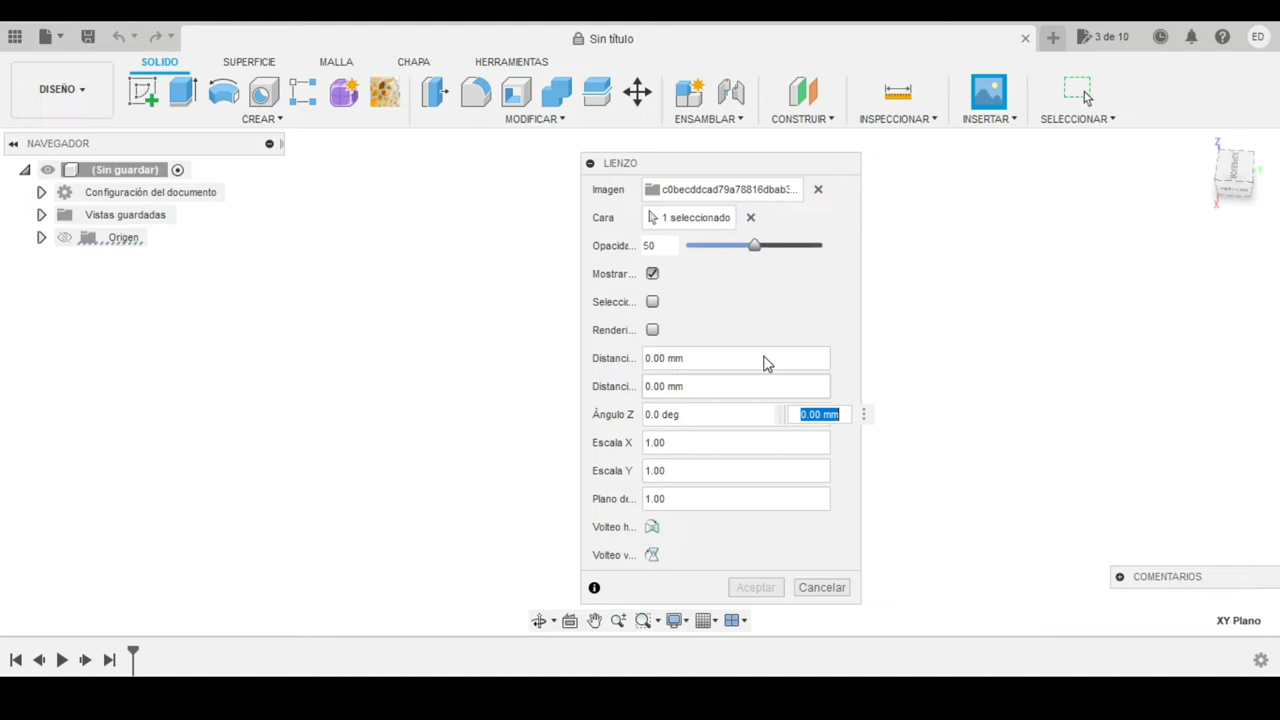 Sin título
3 de 10
ED
DISEÑO
SOLIDO
SUPERFICIE
MALLA
CHAPA
HERRAMIENTAS
CREAR
MODIFICAR
ENSAMBLAR
CONSTRUIR
INSPECCIONAR
INSERTAR
SELECCIONAR
NAVEGADOR
(Sin guardar)
Configuración del documento
Vistas guardadas
Origen
Z
X
LIENZO
Imagen c0becddcad79a78816dbab3...
Cara 1 seleccionado
Opacida... 50
Mostrar...
Selecci...
Renderi...
Distanci... 0.00 mm
Distanci... 0.00 mm
Ángulo Z 0.0 deg 0.00 mm
Escala X 1.00
Escala Y 1.00
Plano de... 1.00
Volteo h...
Volteo v...
Aceptar Cancelar
COMENTARIOS
XY Plano